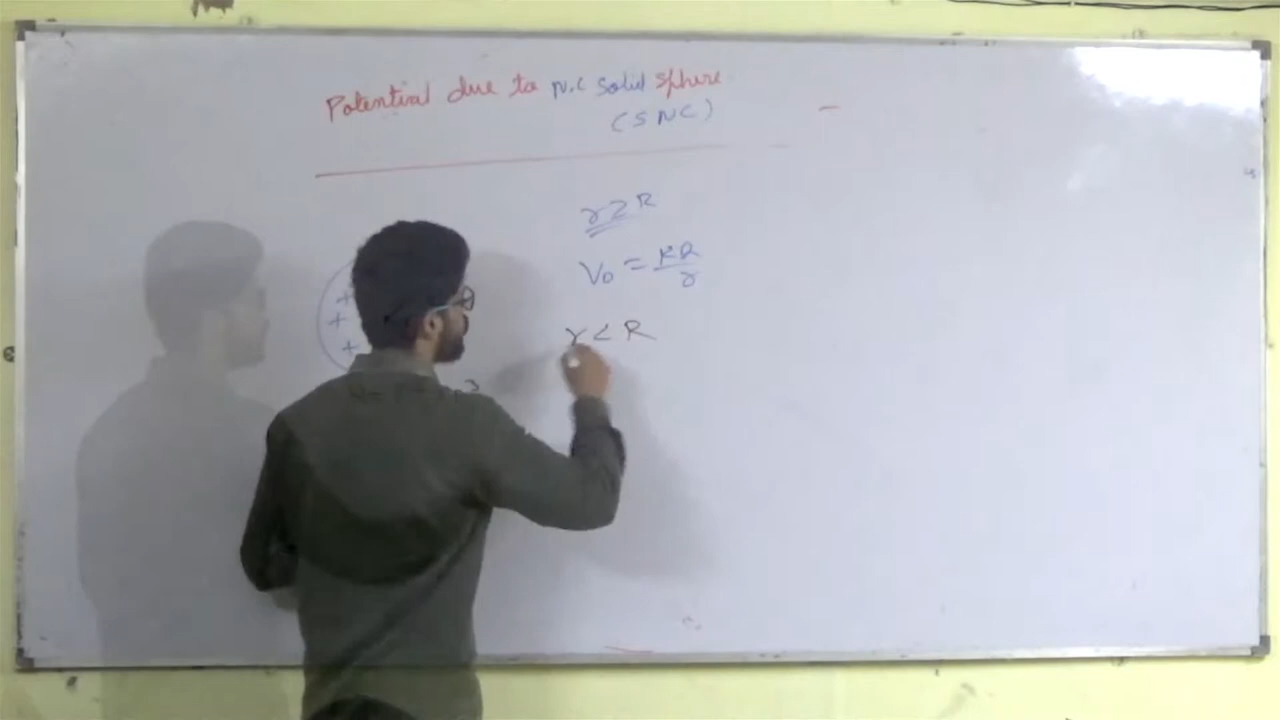 Potential due to N.C Solid Sphere
(SNC)
r ≥ R
V₀ = KQ/r
r < R